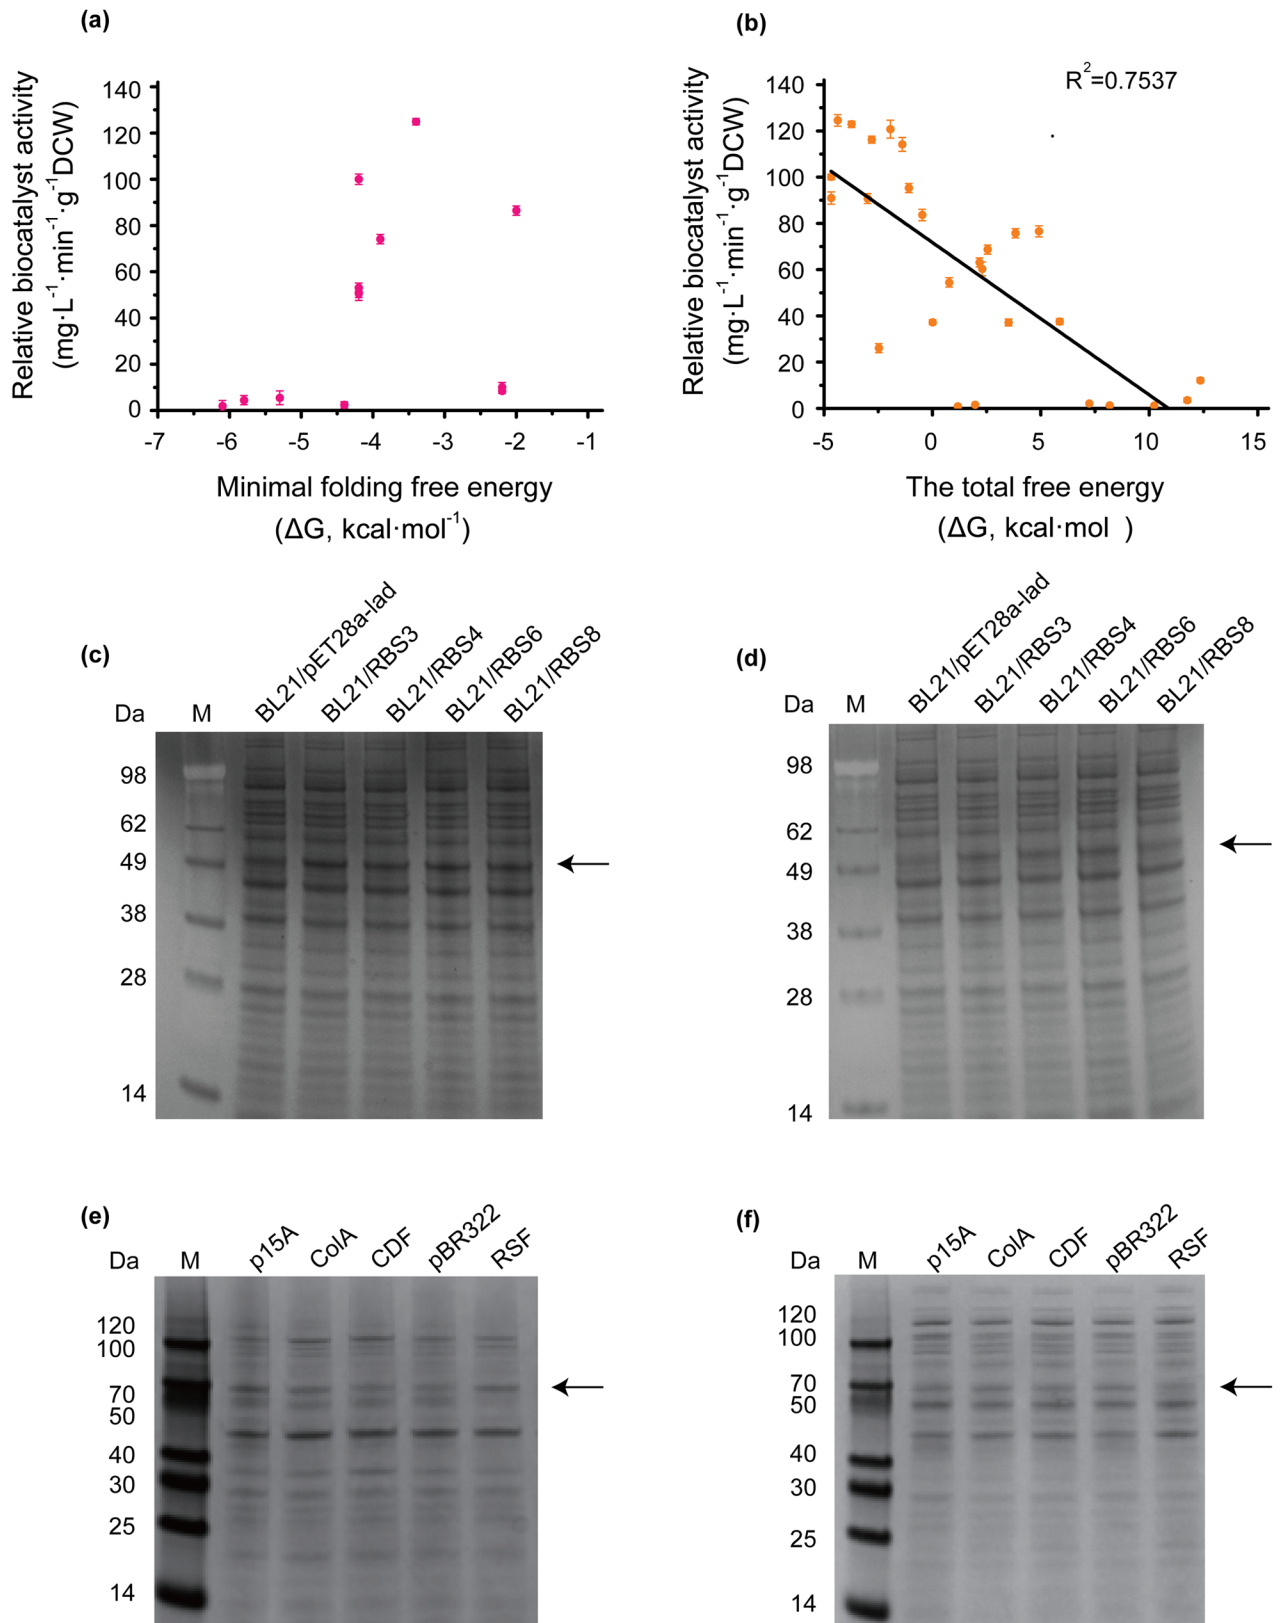 (a)
Relative biocatalyst activity
(mg·L⁻¹·min⁻¹·g⁻¹DCW)
140
120
100
80
60
40
20
0
-7 -6 -5 -4 -3 -2 -1
Minimal folding free energy
(ΔG, kcal·mol⁻¹)
(b)
R²=0.7537
Relative biocatalyst activity
(mg·L⁻¹·min⁻¹·g⁻¹DCW)
140
120
100
80
60
40
20
0
-5 0 5 10 15
The total free energy
(ΔG, kcal·mol )
(c)
Da M BL21/pET28a-lad BL21/RBS3 BL21/RBS4 BL21/RBS6 BL21/RBS8
98
62
49
38
28
14
(d)
Da M BL21/pET28a-lad BL21/RBS3 BL21/RBS4 BL21/RBS6 BL21/RBS8
98
62
49
38
28
14
(e)
Da M p15A ColA CDF pBR322 RSF
120
100
70
50
40
30
25
14
(f)
Da M p15A ColA CDF pBR322 RSF
120
100
70
50
40
30
25
14